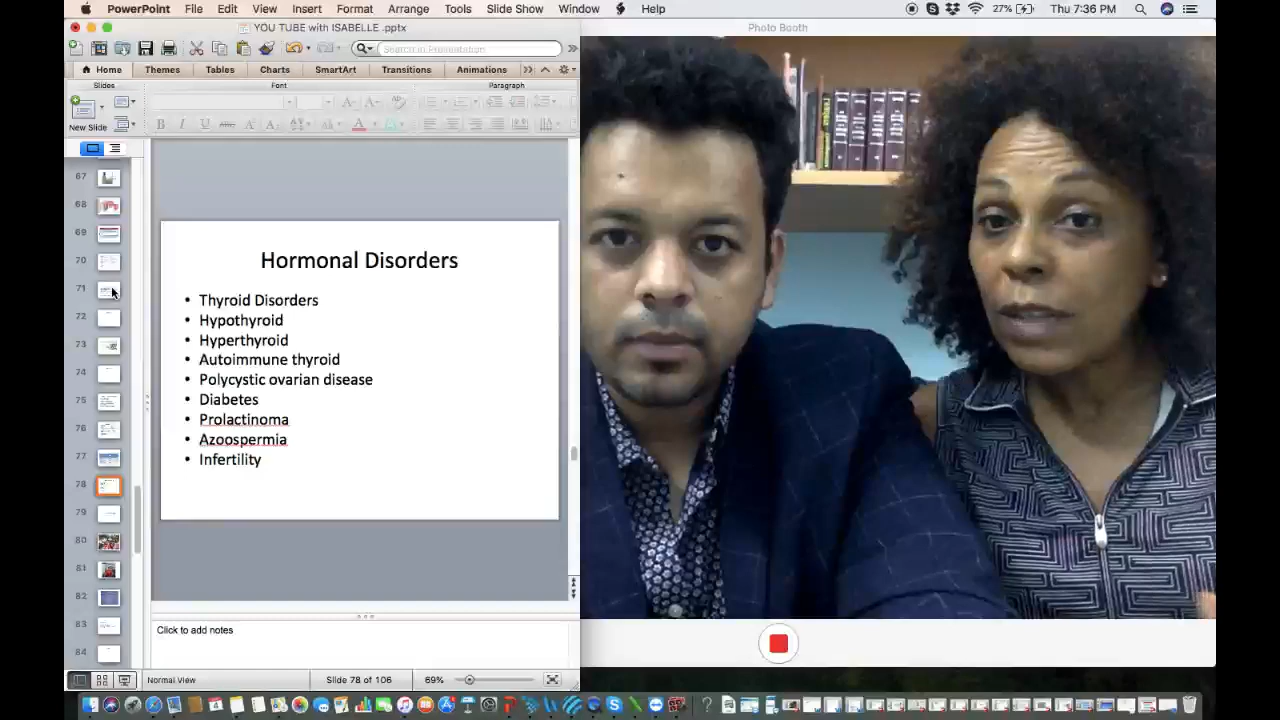 PowerPoint File Edit View Insert Format Arrange Tools Slide Show Window Help 27% Thu 7:36 PM
YOU TUBE with ISABELLE .pptx
Photo Booth
Search in Presentation
Home Themes Tables Charts SmartArt Transitions Animations
Slides Font Paragraph
New Slide
67
68
69
70
71
72
73
74
75
76
77
78
79
80
81
82
83
84
Hormonal Disorders
• Thyroid Disorders
• Hypothyroid
• Hyperthyroid
• Autoimmune thyroid
• Polycystic ovarian disease
• Diabetes
• Prolactinoma
• Azoospermia
• Infertility
Click to add notes
Normal View Slide 78 of 106 69%